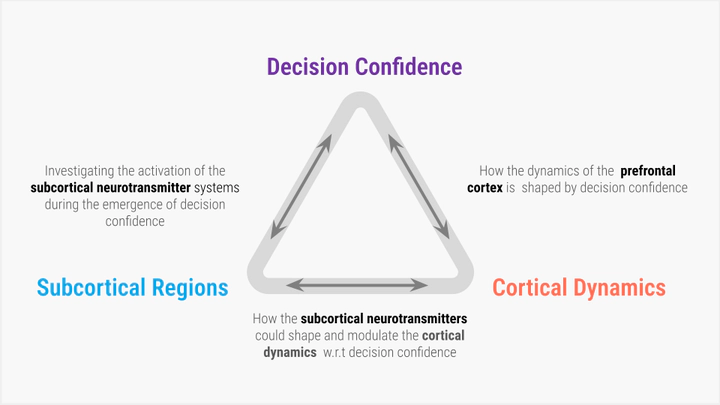 Decision Confidence
Investigating the activation of the
subcortical neurotransmitter systems
during the emergence of decision
confidence
How the dynamics of the prefrontal
cortex is shaped by decision confidence
Subcortical Regions
Cortical Dynamics
How the subcortical neurotransmitters
could shape and modulate the cortical
dynamics w.r.t decision confidence